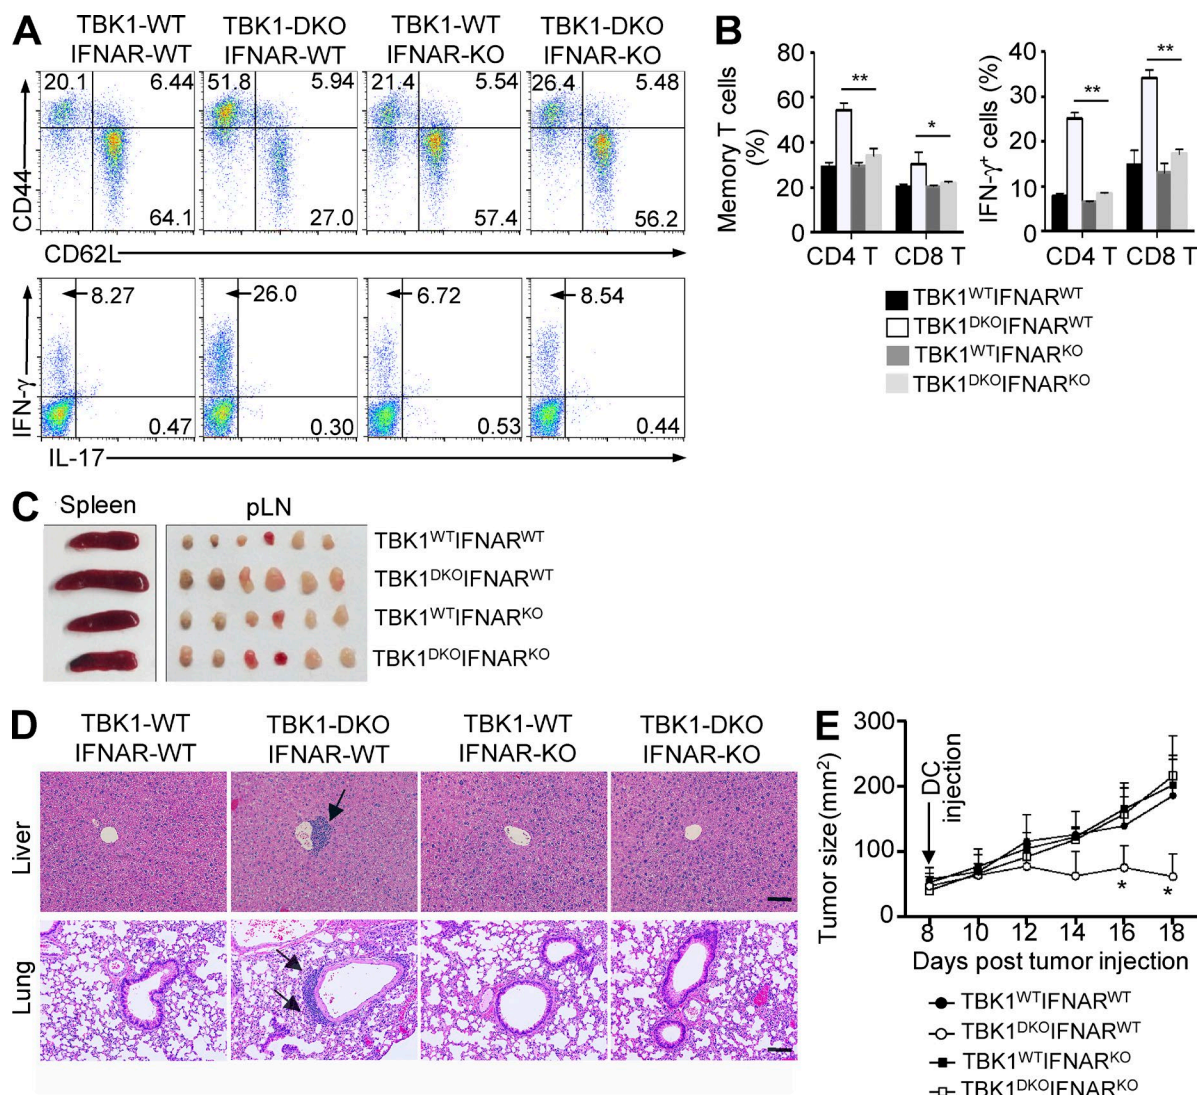 A
TBK1-WT TBK1-DKO TBK1-WT TBK1-DKO
IFNAR-WT IFNAR-WT IFNAR-KO IFNAR-KO
20.1 6.44 51.8 5.94 21.4 5.54 26.4 5.48
64.1 27.0 57.4 56.2
CD44
CD62L
8.27 26.0 6.72 8.54
0.47 0.30 0.53 0.44
IFN-γ
IL-17
B
Memory T cells
(%)
80
60
40
20
0
** *
CD4 T CD8 T
IFN-γ⁺ cells (%)
40
30
20
10
0
** **
CD4 T CD8 T
TBK1ᵂᵀIFNARᵂᵀ
TBK1ᴰᴷᴼIFNARᵂᵀ
TBK1ᵂᵀIFNARᴷᴼ
TBK1ᴰᴷᴼIFNARᴷᴼ
C
Spleen pLN
TBK1ᵂᵀIFNARᵂᵀ
TBK1ᴰᴷᴼIFNARᵂᵀ
TBK1ᵂᵀIFNARᴷᴼ
TBK1ᴰᴷᴼIFNARᴷᴼ
D
TBK1-WT TBK1-DKO TBK1-WT TBK1-DKO
IFNAR-WT IFNAR-WT IFNAR-KO IFNAR-KO
Liver
Lung
E
Tumor size (mm²)
300
200
100
0
DC
injection
* *
8 10 12 14 16 18
Days post tumor injection
TBK1ᵂᵀIFNARᵂᵀ
TBK1ᴰᴷᴼIFNARᵂᵀ
TBK1ᵂᵀIFNARᴷᴼ
TBK1ᴰᴷᴼIFNARᴷᴼ